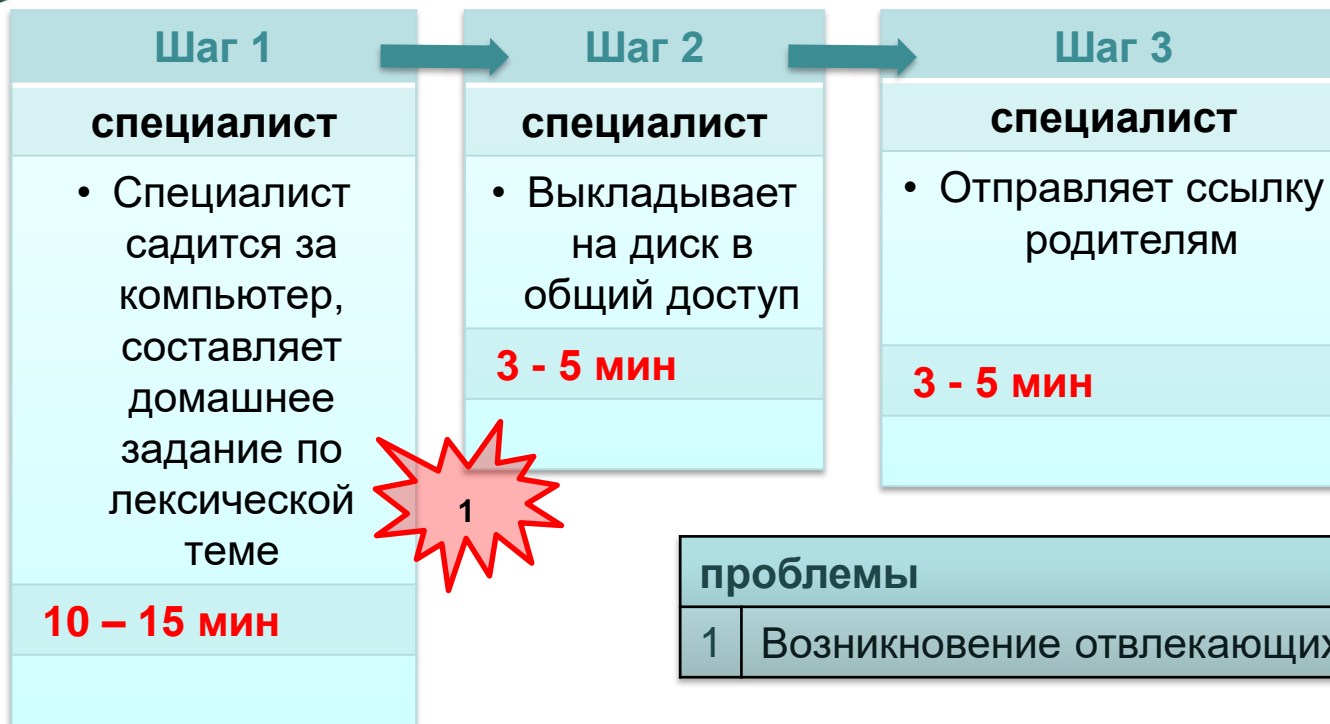 Шаг 1
специалист
• Специалист
садится за
компьютер,
составляет
домашнее
задание по
лексической
теме
10 – 15 мин
1
Шаг 2
специалист
• Выкладывает
на диск в
общий доступ
3 - 5 мин
Шаг 3
специалист
• Отправляет ссылку
родителям
3 - 5 мин
проблемы
1 Возникновение отвлекающих